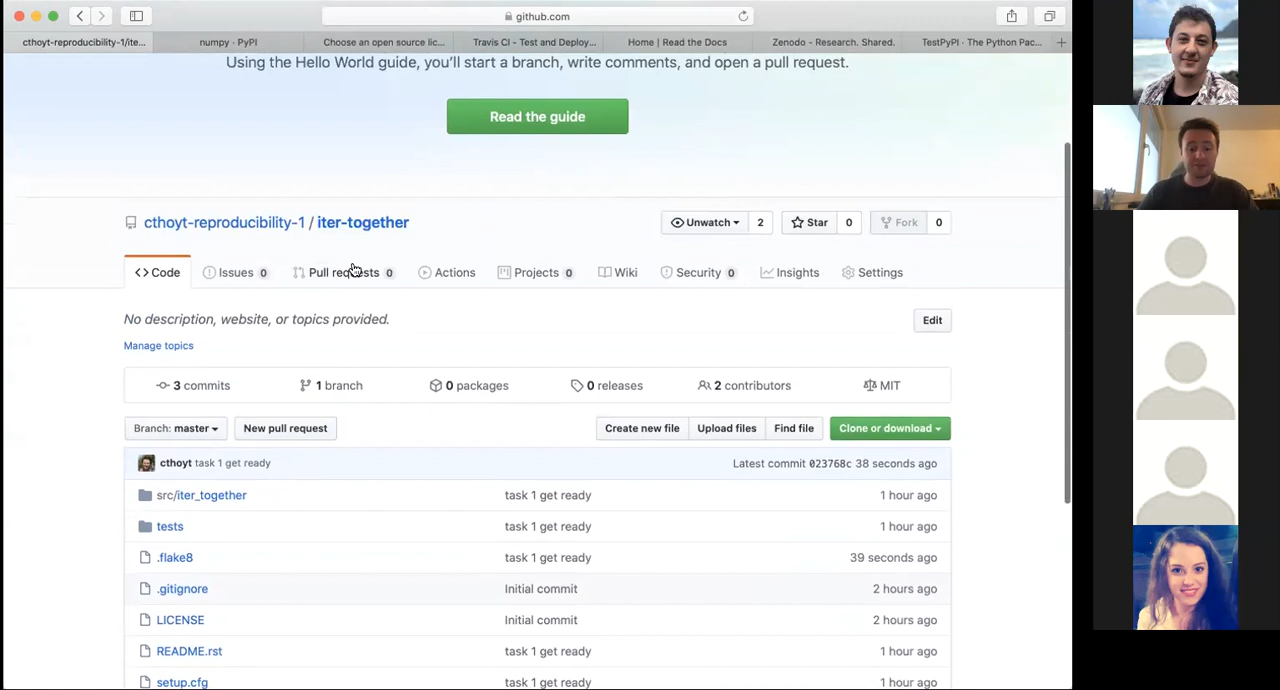 github.com
cthoyt-reproducibility-1/ite... numpy · PyPI Choose an open source lic... Travis CI - Test and Deploy... Home | Read the Docs Zenodo - Research. Shared. TestPyPI · The Python Pac...
Using the Hello World guide, you'll start a branch, write comments, and open a pull request.
Read the guide
cthoyt-reproducibility-1 / iter-together
Unwatch 2 Star 0 Fork 0
Code Issues 0 Pull requests 0 Actions Projects 0 Wiki Security 0 Insights Settings
No description, website, or topics provided. Edit
Manage topics
3 commits 1 branch 0 packages 0 releases 2 contributors MIT
Branch: master New pull request Create new file Upload files Find file Clone or download
cthoyt task 1 get ready Latest commit 023768c 38 seconds ago
src/iter_together task 1 get ready 1 hour ago
tests task 1 get ready 1 hour ago
.flake8 task 1 get ready 39 seconds ago
.gitignore Initial commit 2 hours ago
LICENSE Initial commit 2 hours ago
README.rst task 1 get ready 1 hour ago
setup.cfg task 1 get ready 1 hour ago